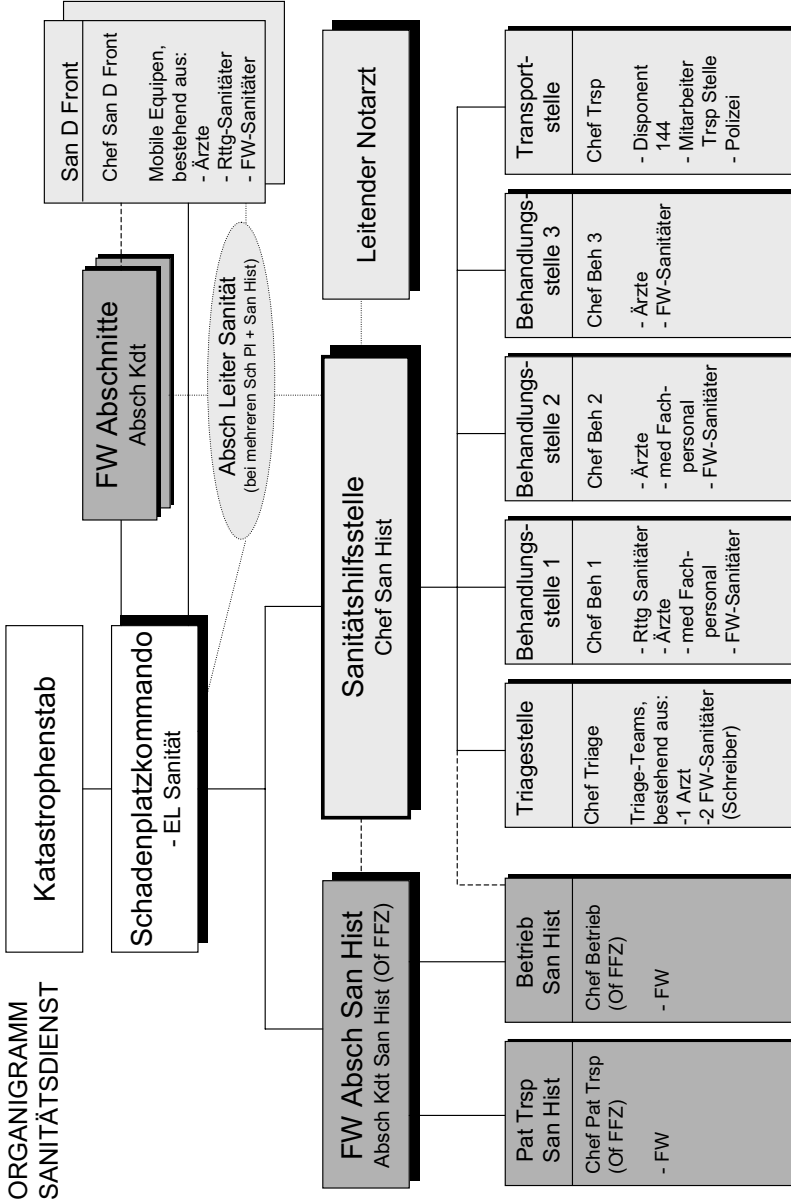 ORGANIGRAMM
SANITÄTSDIENST
Katastrophenstab
Schadenplatzkommando
- EL Sanität
FW Abschnitte
Absch Kdt
San D Front
Chef San D Front
Mobile Equipen,
bestehend aus:
- Ärzte
- Rttg-Sanitäter
- FW-Sanitäter
Absch Leiter Sanität
(bei mehreren Sch Pl + San Hist)
FW Absch San Hist
Absch Kdt San Hist (Of FFZ)
Sanitätshilfsstelle
Chef San Hist
Leitender Notarzt
Pat Trsp
San Hist
Chef Pat Trsp
(Of FFZ)
- FW
Betrieb
San Hist
Chef Betrieb
(Of FFZ)
- FW
Triagestelle
Chef Triage
Triage-Teams,
bestehend aus:
-1 Arzt
-2 FW-Sanitäter
(Schreiber)
Behandlungs-
stelle 1
Chef Beh 1
- Rttg Sanitäter
- Ärzte
- med Fach-
personal
- FW-Sanitäter
Behandlungs-
stelle 2
Chef Beh 2
- Ärzte
- med Fach-
personal
- FW-Sanitäter
Behandlungs-
stelle 3
Chef Beh 3
- Ärzte
- FW-Sanitäter
Transport-
stelle
Chef Trsp
- Disponent
144
- Mitarbeiter
Trsp Stelle
- Polizei